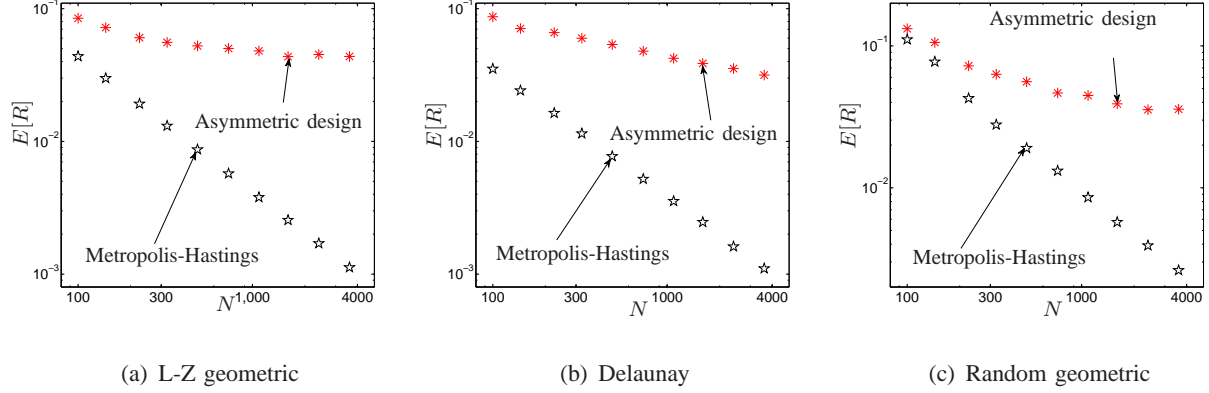 10⁻¹
10⁻²
10⁻³
E[R]
Asymmetric design
Metropolis-Hastings
100
300
1,000
4000
N
(a) L-Z geometric
10⁻¹
10⁻²
10⁻³
E[R]
Asymmetric design
Metropolis-Hastings
100
300
1000
4000
N
(b) Delaunay
Asymmetric design
10⁻¹
10⁻²
E[R]
Metropolis-Hastings
100
300
1000
4000
N
(c) Random geometric